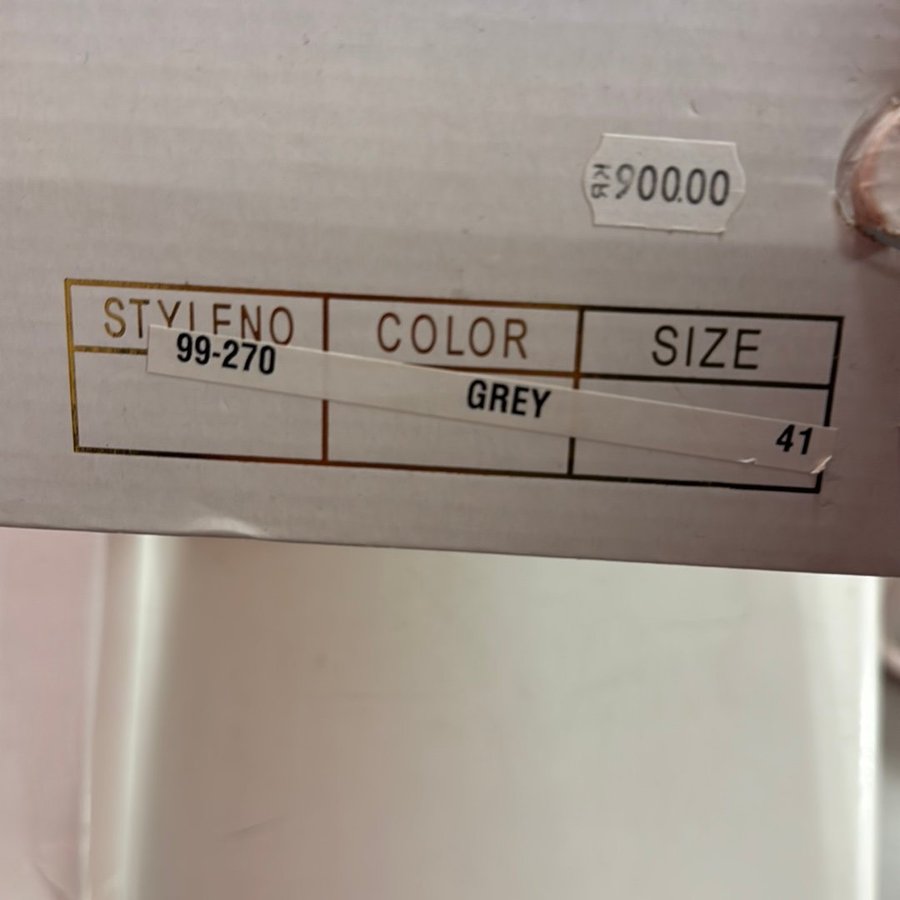 KR 900.00
STYLENO COLOR SIZE
99-270 GREY 41